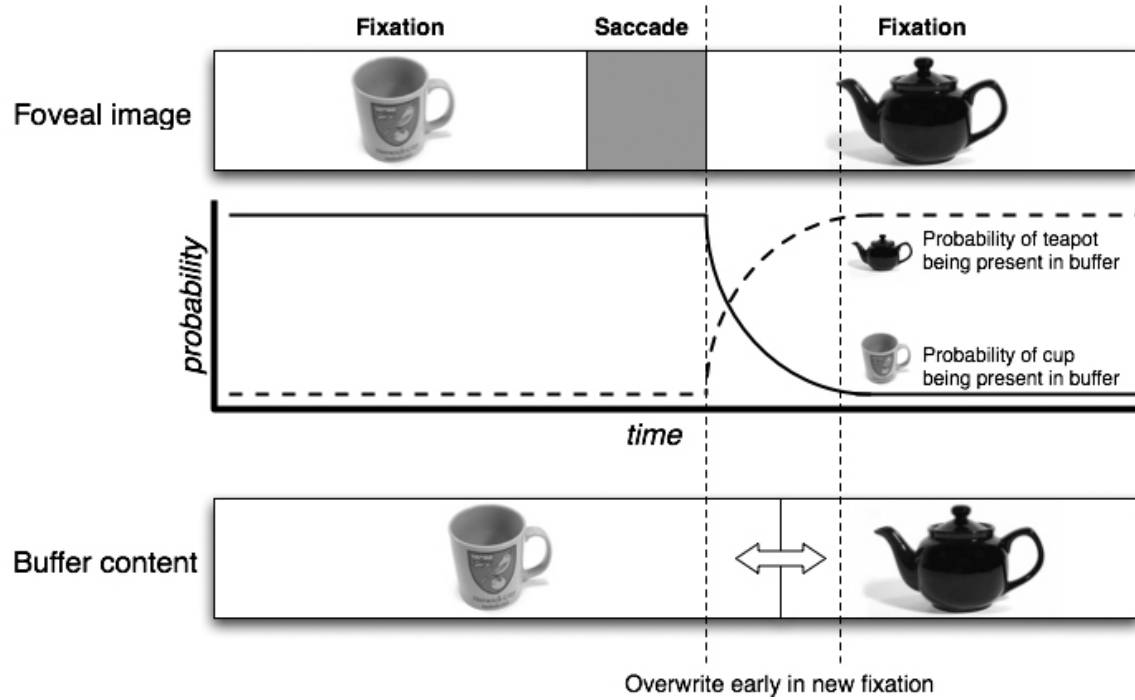 Fixation
Saccade
Fixation
Foveal image
probability
Probability of teapot
being present in buffer
Probability of cup
being present in buffer
time
Buffer content
Overwrite early in new fixation